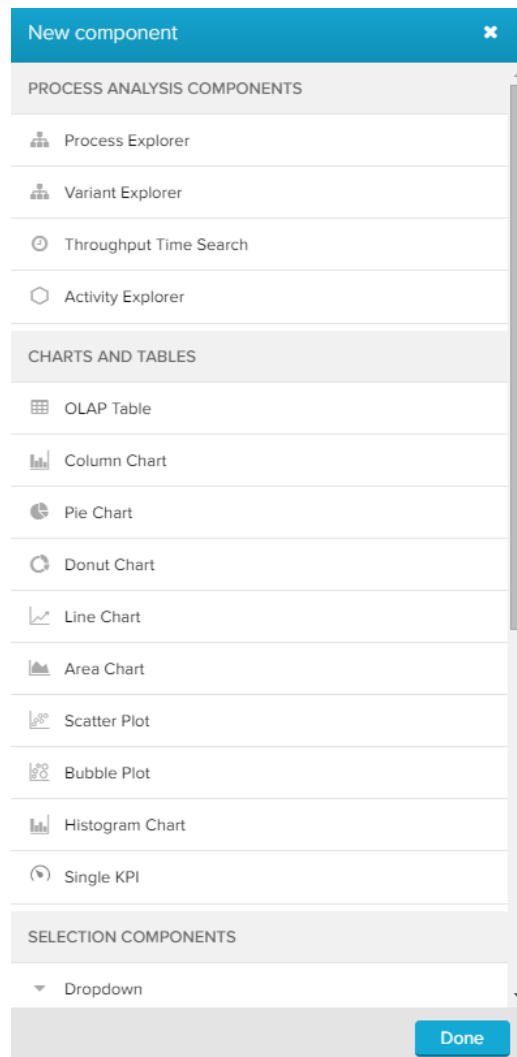 New component
PROCESS ANALYSIS COMPONENTS
Process Explorer
Variant Explorer
Throughput Time Search
Activity Explorer
CHARTS AND TABLES
OLAP Table
Column Chart
Pie Chart
Donut Chart
Line Chart
Area Chart
Scatter Plot
Bubble Plot
Histogram Chart
Single KPI
SELECTION COMPONENTS
Dropdown
Done